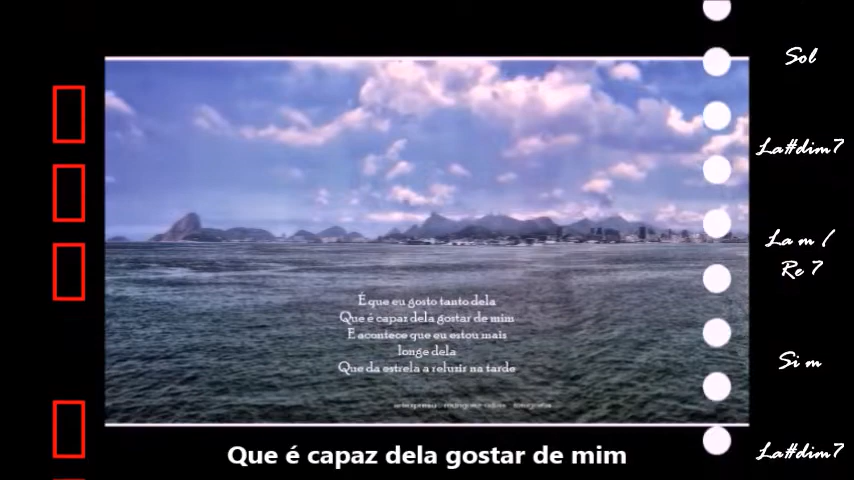 Sol
La#dim7
La m /
Re 7
Si m
La#dim7
É que eu gosto tanto dela
Que é capaz dela gostar de mim
E acontece que eu estou mais
longe dela
Que da estrela a reluzir na tarde
Que é capaz dela gostar de mim